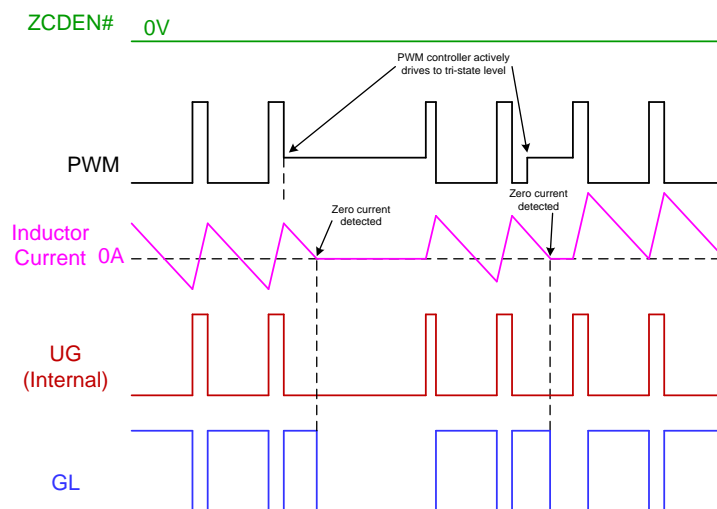 ZCDEN#
0V
PWM controller actively
drives to tri-state level
PWM
Zero current
detected
Zero current
detected
Inductor
Current
0A
UG
(Internal)
GL